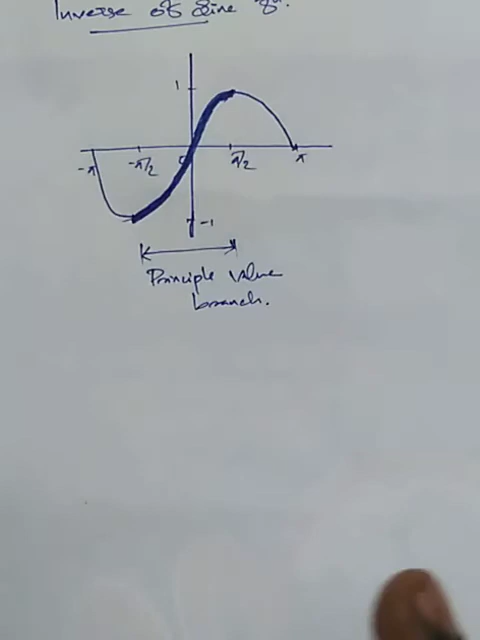 Inverse of Sine fn.
1
-π -π/2 0 π/2 π
-1
Principle value
branch.